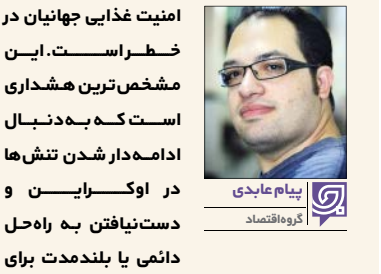 امنیت غذایی جهانیان در
خطر است. این
مشخص‌ترین هشداری
است که به‌دنبال
ادامه‌دار شدن تنش‌ها
در اوکراین و
دست‌نیافتن به راه‌حل
دائمی یا بلندمدت برای
پیام عابدی
گروه‌اقتصاد